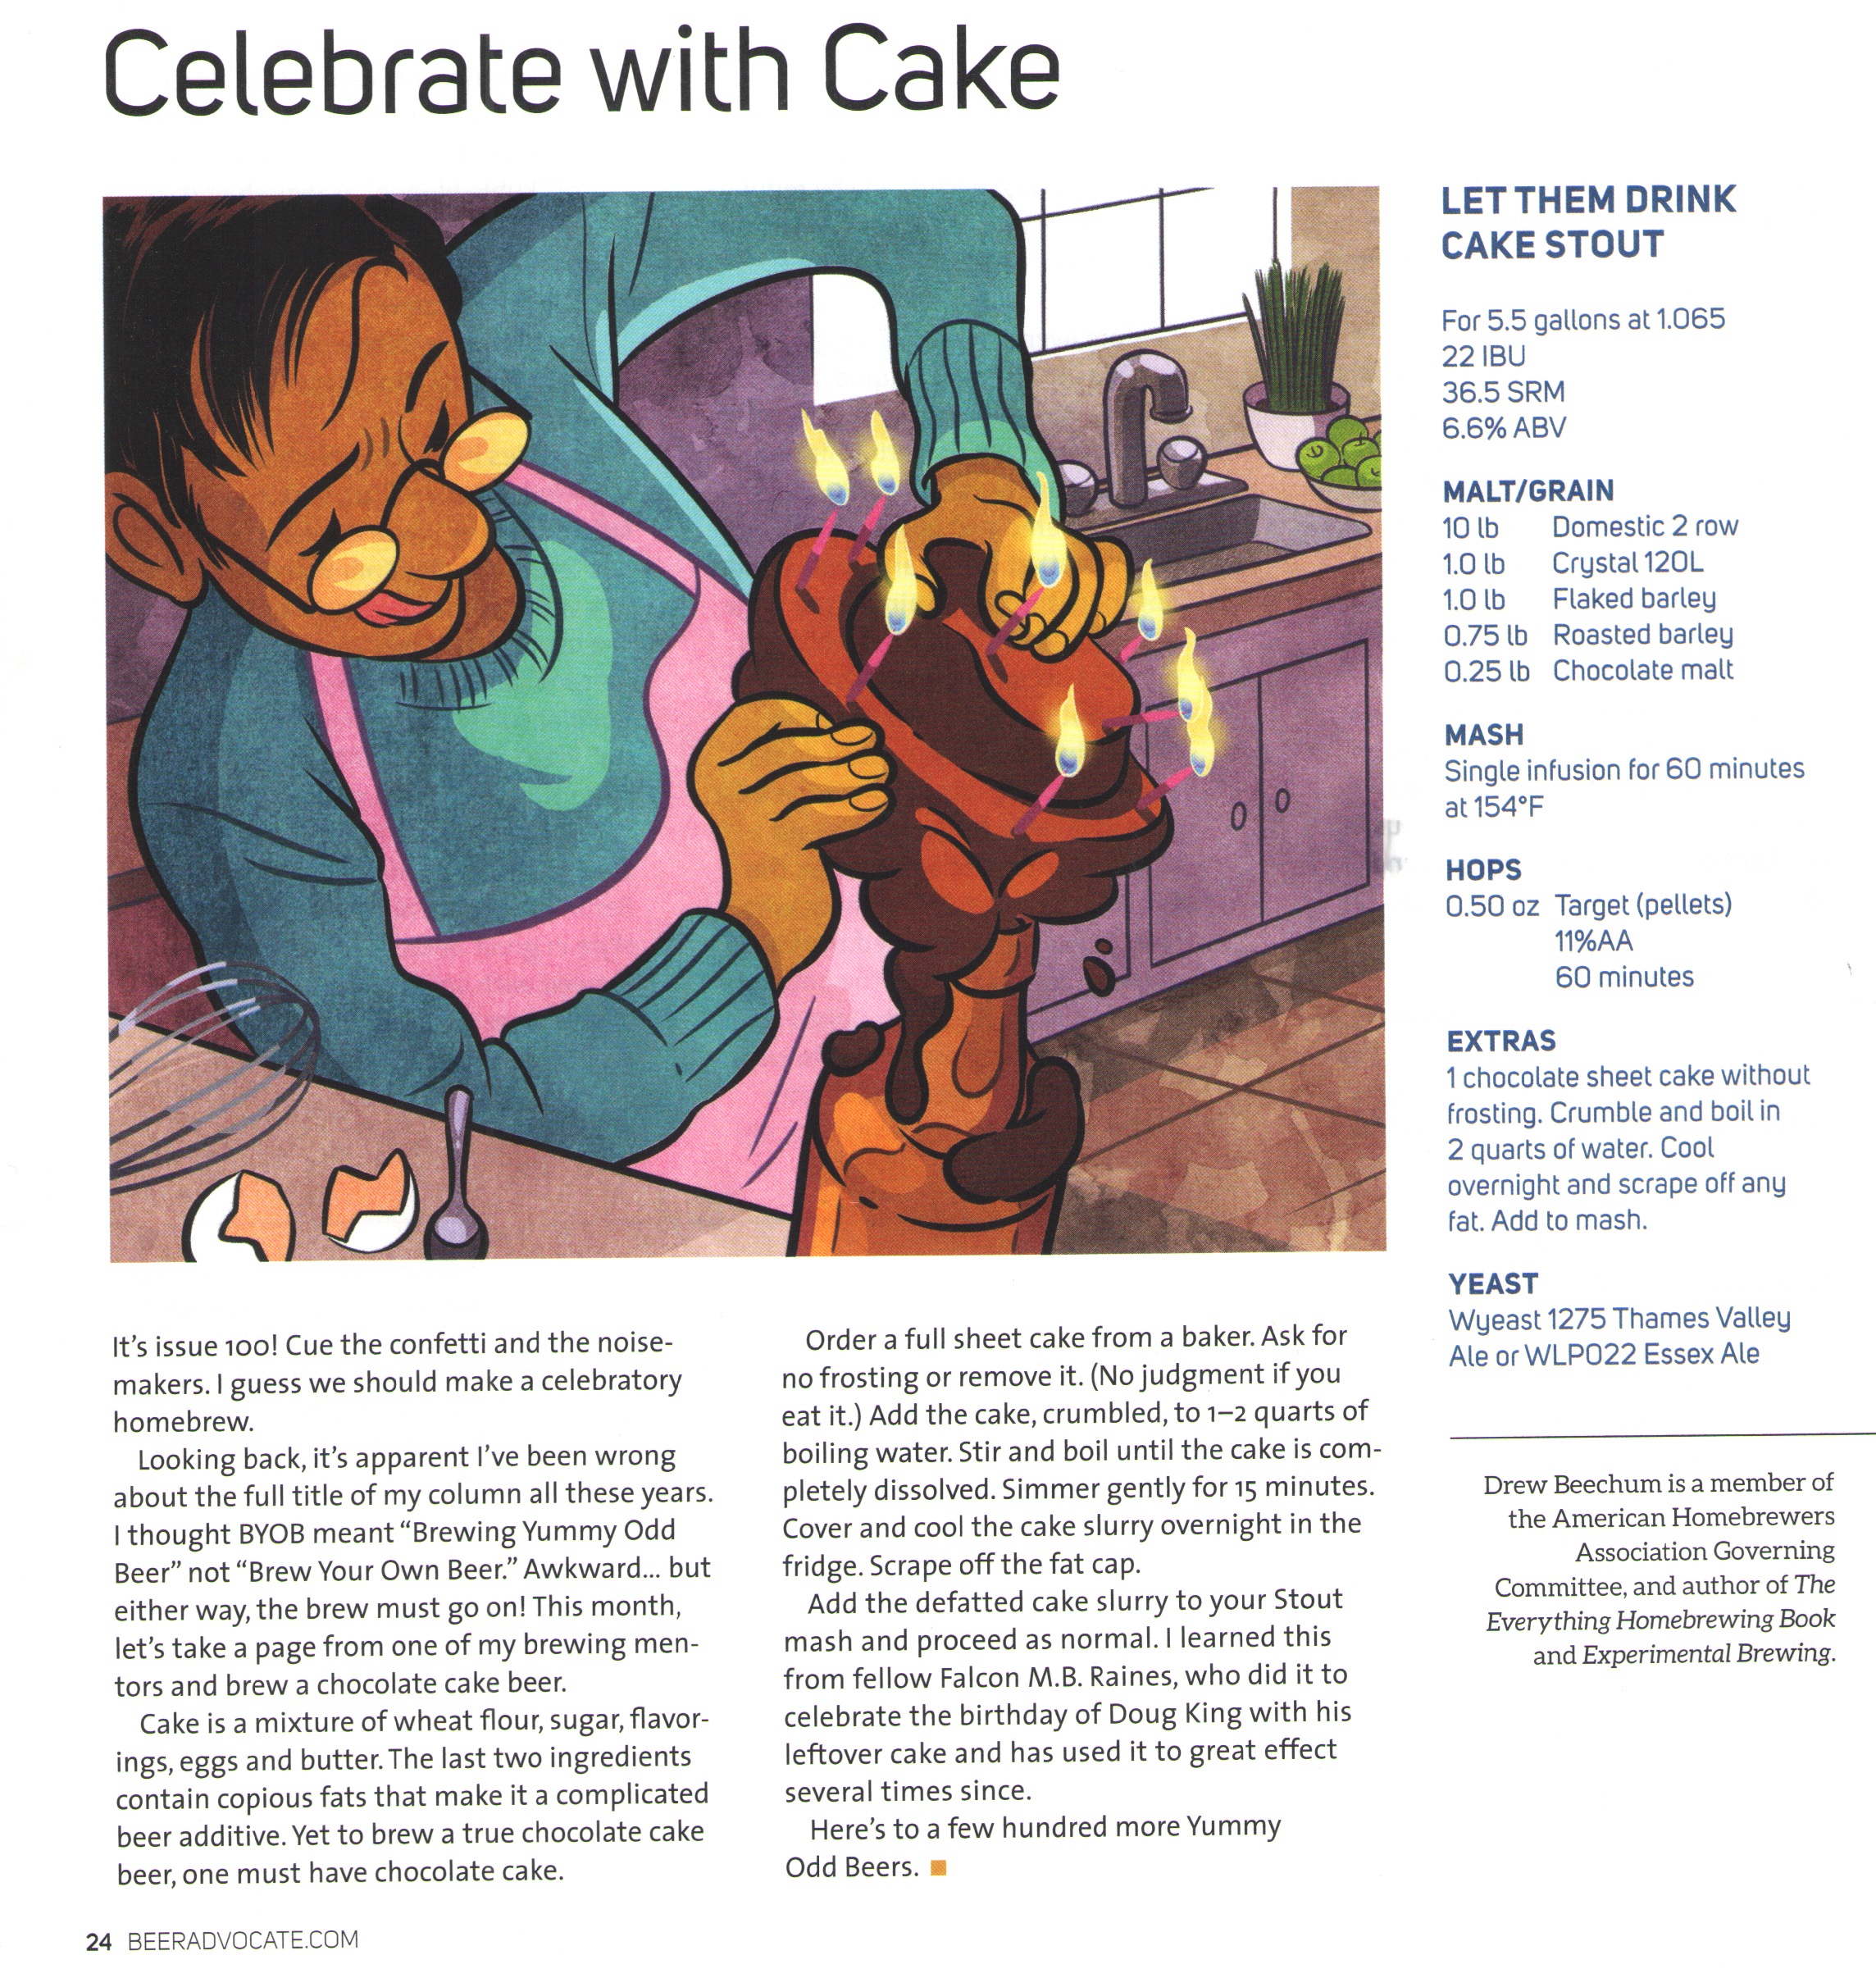 Celebrate with Cake
LET THEM DRINK
CAKE STOUT
For 5.5 gallons at 1.065
22 IBU
36.5 SRM
6.6% ABV
MALT/GRAIN
10 lb Domestic 2 row
1.0 lb Crystal 120L
1.0 lb Flaked barley
0.75 lb Roasted barley
0.25 lb Chocolate malt
MASH
Single infusion for 60 minutes
at 154°F
HOPS
0.50 oz Target (pellets)
11%AA
60 minutes
EXTRAS
1 chocolate sheet cake without
frosting. Crumble and boil in
2 quarts of water. Cool
overnight and scrape off any
fat. Add to mash.
YEAST
Wyeast 1275 Thames Valley
Ale or WLP022 Essex Ale
Drew Beechum is a member of
the American Homebrewers
Association Governing
Committee, and author of The
Everything Homebrewing Book
and Experimental Brewing.
It's issue 100! Cue the confetti and the noise-
makers. I guess we should make a celebratory
homebrew.
Looking back, it's apparent I've been wrong
about the full title of my column all these years.
I thought BYOB meant “Brewing Yummy Odd
Beer” not “Brew Your Own Beer.” Awkward... but
either way, the brew must go on! This month,
let's take a page from one of my brewing men-
tors and brew a chocolate cake beer.
Cake is a mixture of wheat flour, sugar, flavor-
ings, eggs and butter. The last two ingredients
contain copious fats that make it a complicated
beer additive. Yet to brew a true chocolate cake
beer, one must have chocolate cake.
Order a full sheet cake from a baker. Ask for
no frosting or remove it. (No judgment if you
eat it.) Add the cake, crumbled, to 1–2 quarts of
boiling water. Stir and boil until the cake is com-
pletely dissolved. Simmer gently for 15 minutes.
Cover and cool the cake slurry overnight in the
fridge. Scrape off the fat cap.
Add the defatted cake slurry to your Stout
mash and proceed as normal. I learned this
from fellow Falcon M.B. Raines, who did it to
celebrate the birthday of Doug King with his
leftover cake and has used it to great effect
several times since.
Here's to a few hundred more Yummy
Odd Beers.
24 BEERADVOCATE.COM